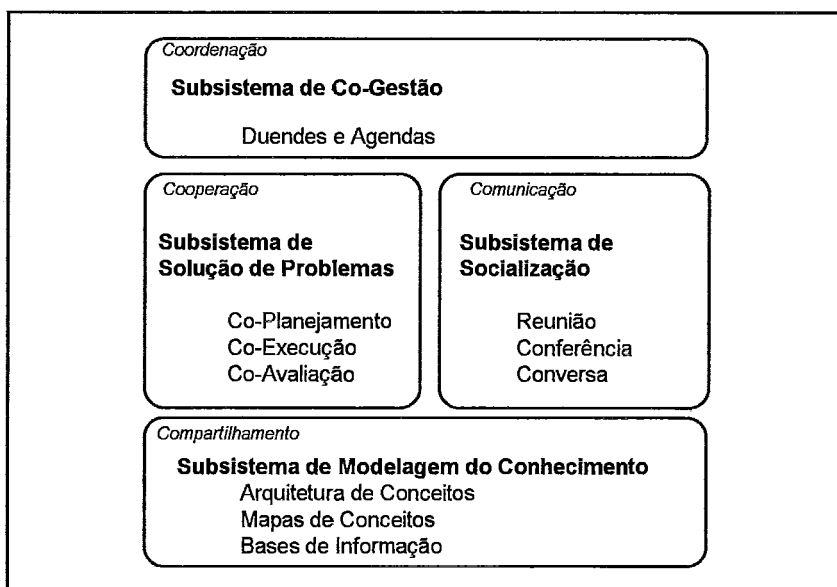 Coordenação
Subsistema de Co-Gestão
Duendes e Agendas
Cooperação
Subsistema de
Solução de Problemas
Co-Planejamento
Co-Execução
Co-Avaliação
Comunicação
Subsistema de
Socialização
Reunião
Conferência
Conversa
Compartilhamento
Subsistema de Modelagem do Conhecimento
Arquitetura de Conceitos
Mapas de Conceitos
Bases de Informação